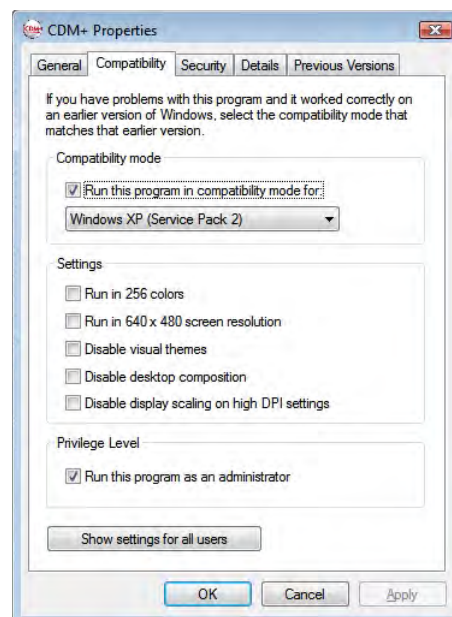 CDM+ Properties
General Compatibility Security Details Previous Versions
If you have problems with this program and it worked correctly on
an earlier version of Windows, select the compatibility mode that
matches that earlier version.
Compatibility mode
Run this program in compatibility mode for:
Windows XP (Service Pack 2)
Settings
Run in 256 colors
Run in 640 x 480 screen resolution
Disable visual themes
Disable desktop composition
Disable display scaling on high DPI settings
Privilege Level
Run this program as an administrator
Show settings for all users
OK Cancel Apply